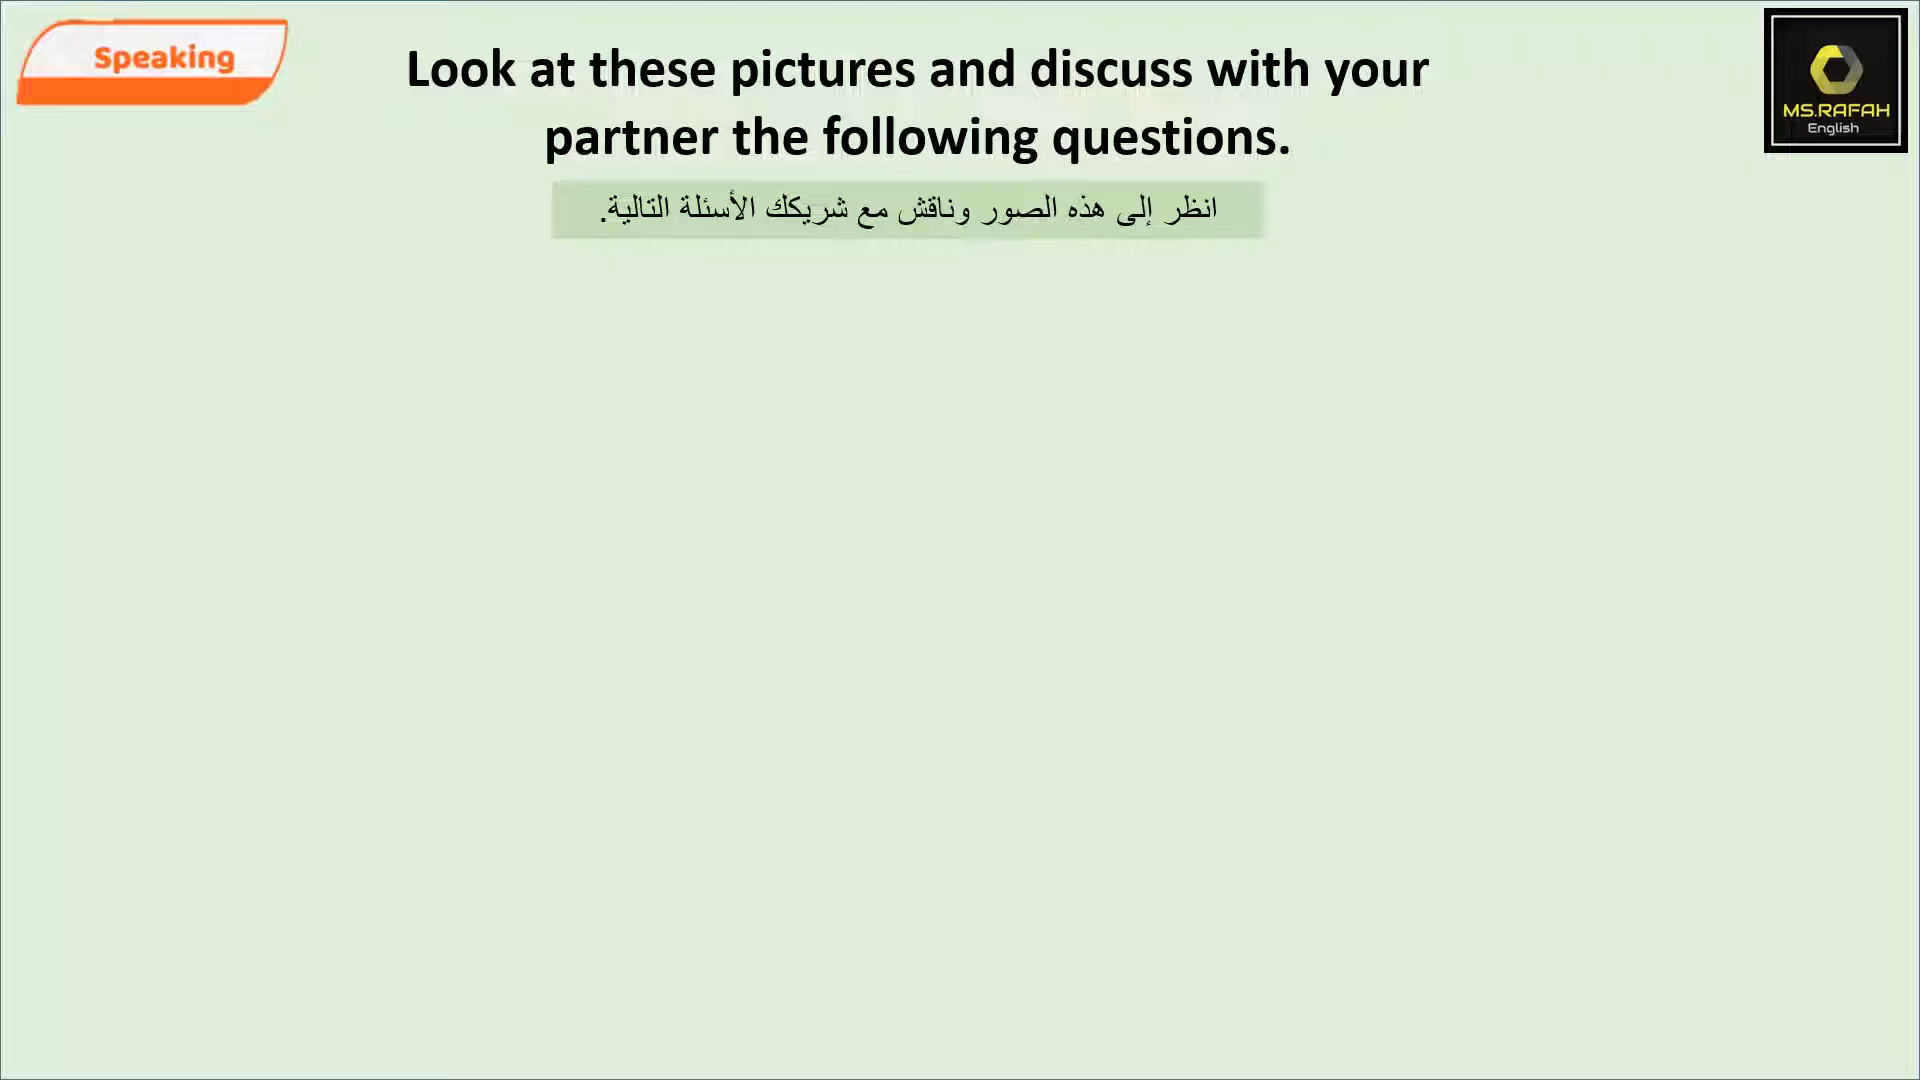 Speaking
Look at these pictures and discuss with your
partner the following questions.
انظر إلى هذه الصور وناقش مع شريكك الأسئلة التالية.
MS.RAFAH
English